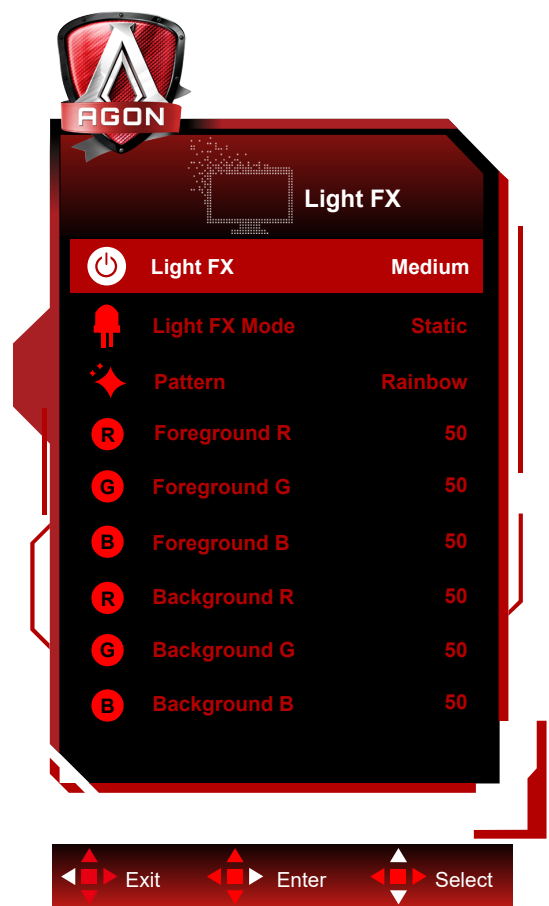 AGON
Light FX
Light FX Medium
Light FX Mode Static
Pattern Rainbow
R Foreground R 50
G Foreground G 50
B Foreground B 50
R Background R 50
G Background G 50
B Background B 50
Exit Enter Select